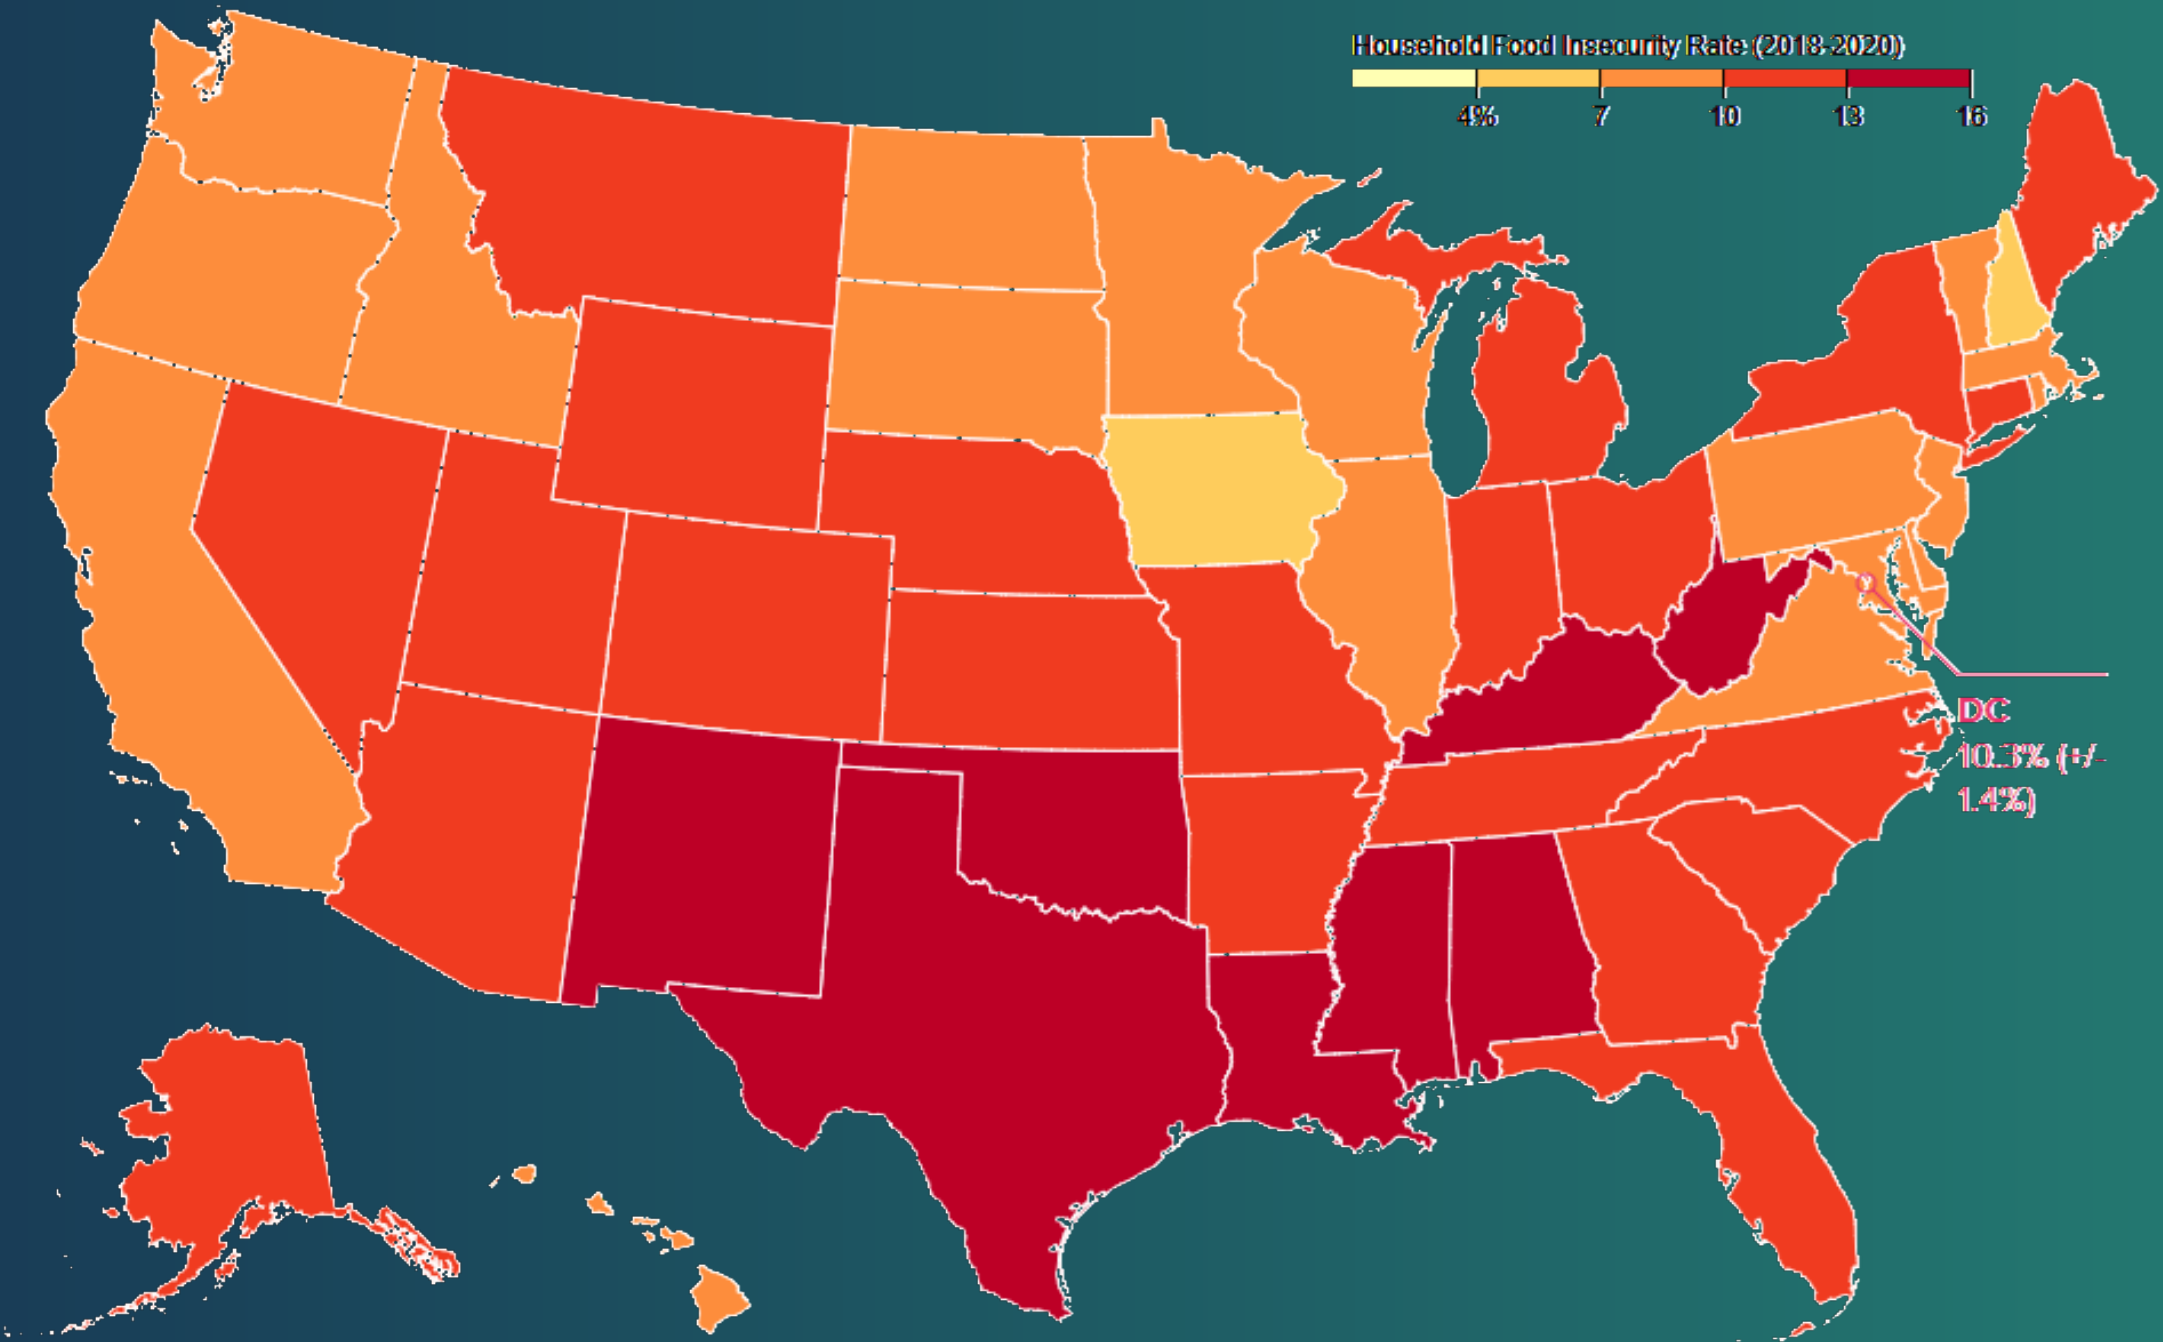 Household Food Insecurity Rate (2018-2020)
4% 7 10 13 16
DC
10.3% (+/-
1.4%)